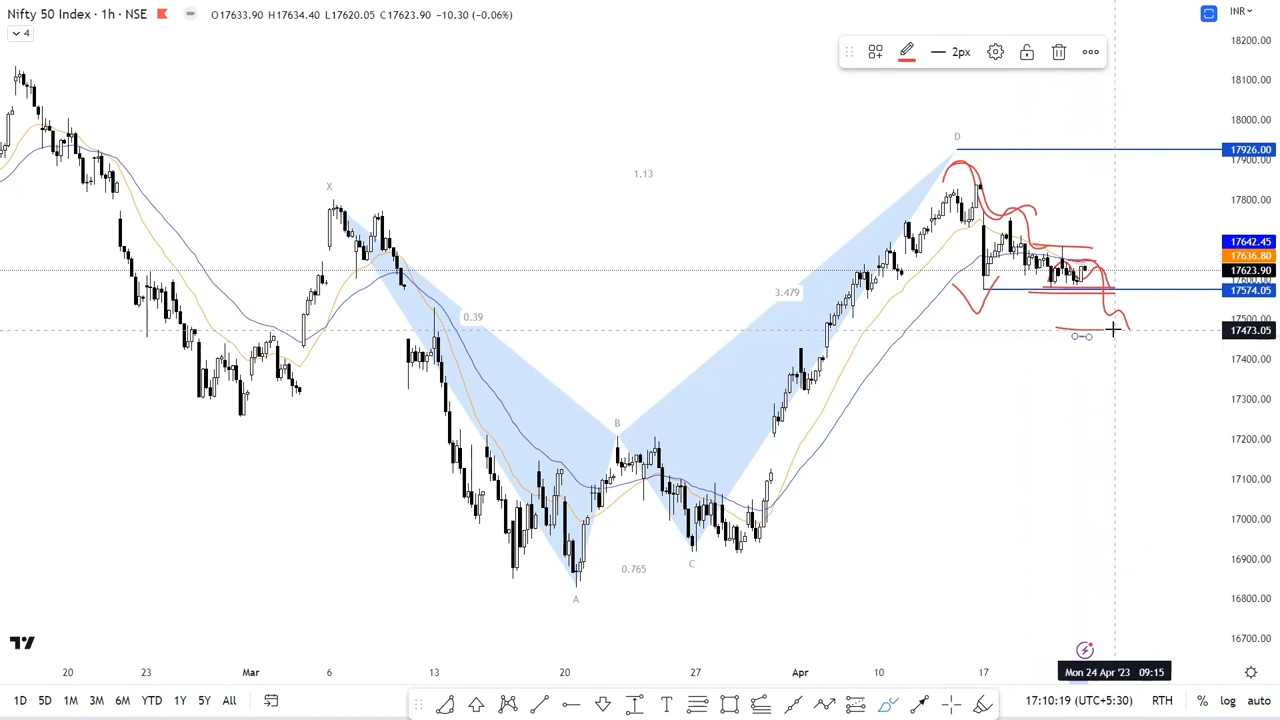 Nifty 50 Index • 1h • NSE O17633.90 H17634.40 L17620.05 C17623.90 −10.30 (−0.06%)
INR
4
2px
18200.00
18100.00
18000.00
17926.00
17900.00
17800.00
17642.45
17636.80
17623.90
17574.05
17500.00
17473.05
17400.00
17300.00
17200.00
17100.00
17000.00
16900.00
16800.00
16700.00
D
1.13
X
3.479
0.39
B
C
0.765
A
20 23 Mar 6 13 20 27 Apr 10 17 Mon 24 Apr '23 09:15
1D 5D 1M 3M 6M YTD 1Y 5Y All 17:10:19 (UTC+5:30) RTH % log auto